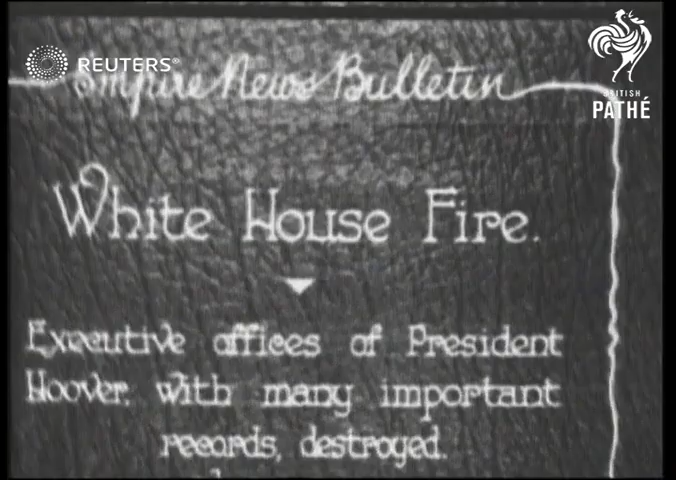 REUTERS®
BRITISH
PATHÉ
Empire News Bulletin
White House Fire.
Executive offices of President
Hoover, with many important
records, destroyed.